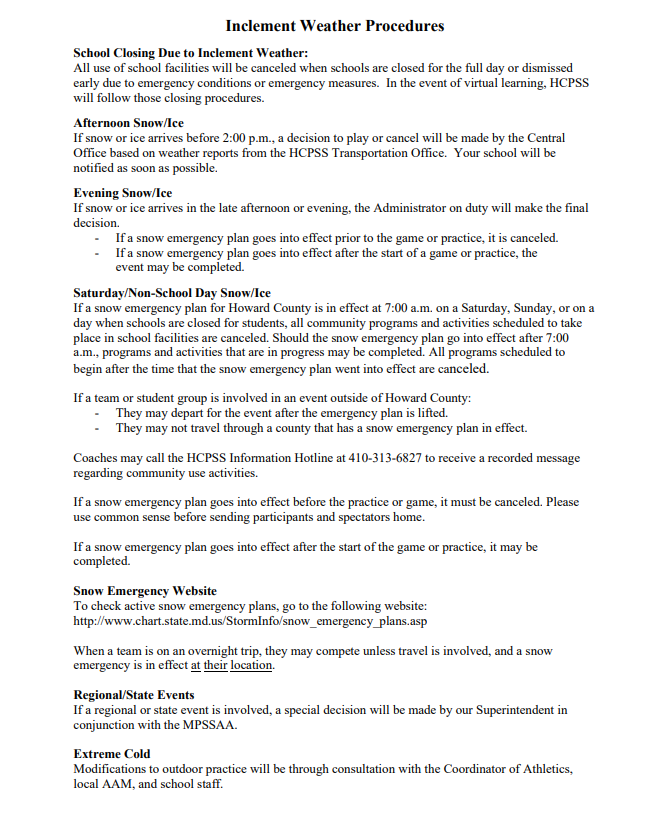 Inclement Weather Procedures
School Closing Due to Inclement Weather:
All use of school facilities will be canceled when schools are closed for the full day or dismissed
early due to emergency conditions or emergency measures.  In the event of virtual learning, HCPSS
will follow those closing procedures.
Afternoon Snow/Ice
If snow or ice arrives before 2:00 p.m., a decision to play or cancel will be made by the Central
Office based on weather reports from the HCPSS Transportation Office.  Your school will be
notified as soon as possible.
Evening Snow/Ice
If snow or ice arrives in the late afternoon or evening, the Administrator on duty will make the final
decision.
- If a snow emergency plan goes into effect prior to the game or practice, it is canceled.
- If a snow emergency plan goes into effect after the start of a game or practice, the
event may be completed.
Saturday/Non-School Day Snow/Ice
If a snow emergency plan for Howard County is in effect at 7:00 a.m. on a Saturday, Sunday, or on a
day when schools are closed for students, all community programs and activities scheduled to take
place in school facilities are canceled. Should the snow emergency plan go into effect after 7:00
a.m., programs and activities that are in progress may be completed. All programs scheduled to
begin after the time that the snow emergency plan went into effect are canceled.
If a team or student group is involved in an event outside of Howard County:
- They may depart for the event after the emergency plan is lifted.
- They may not travel through a county that has a snow emergency plan in effect.
Coaches may call the HCPSS Information Hotline at 410-313-6827 to receive a recorded message
regarding community use activities.
If a snow emergency plan goes into effect before the practice or game, it must be canceled. Please
use common sense before sending participants and spectators home.
If a snow emergency plan goes into effect after the start of the game or practice, it may be
completed.
Snow Emergency Website
To check active snow emergency plans, go to the following website:
http://www.chart.state.md.us/StormInfo/snow_emergency_plans.asp
When a team is on an overnight trip, they may compete unless travel is involved, and a snow
emergency is in effect at their location.
Regional/State Events
If a regional or state event is involved, a special decision will be made by our Superintendent in
conjunction with the MPSSAA.
Extreme Cold
Modifications to outdoor practice will be through consultation with the Coordinator of Athletics,
local AAM, and school staff.